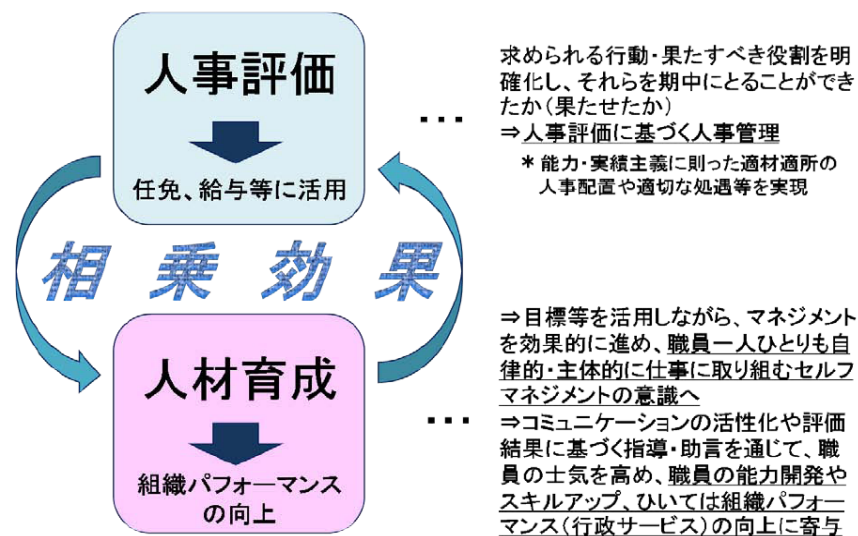 人事評価
任免、給与等に活用
・・・
求められる行動・果たすべき役割を明
確化し、それらを期中にとることができ
たか（果たせたか）
⇒人事評価に基づく人事管理
＊能力・実績主義に則った適材適所の
人事配置や適切な処遇等を実現
相乗効果
人材育成
組織パフォーマンス
の向上
・・・
⇒目標等を活用しながら、マネジメント
を効果的に進め、職員一人ひとりも自
律的・主体的に仕事に取り組むセルフ
マネジメントの意識へ
⇒コミュニケーションの活性化や評価
結果に基づく指導・助言を通じて、職
員の士気を高め、職員の能力開発や
スキルアップ、ひいては組織パフォー
マンス（行政サービス）の向上に寄与